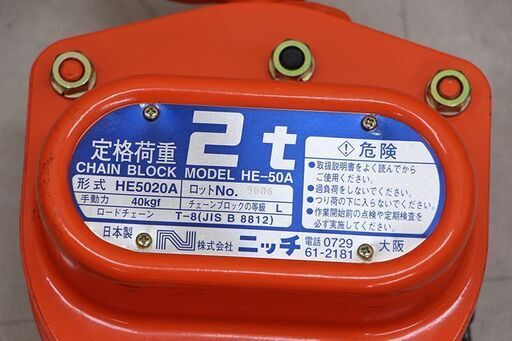 定格荷重 2t
CHAIN BLOCK MODEL HE-50A
形式 HE5020A ロットNo.
手動力 40kgf チェーンブロックの等級 L
ロードチェーン T-8(JIS B 8812)
日本製 N 株式会社 ニッチ 電話 0729 61-2181 大阪
危険
●取扱説明書をよく読んでからご使用ください。
●過負荷をしないでください。
●つり荷の下に入らないでください。
●作業開始前の点検や定期検査を必ず実施してください。